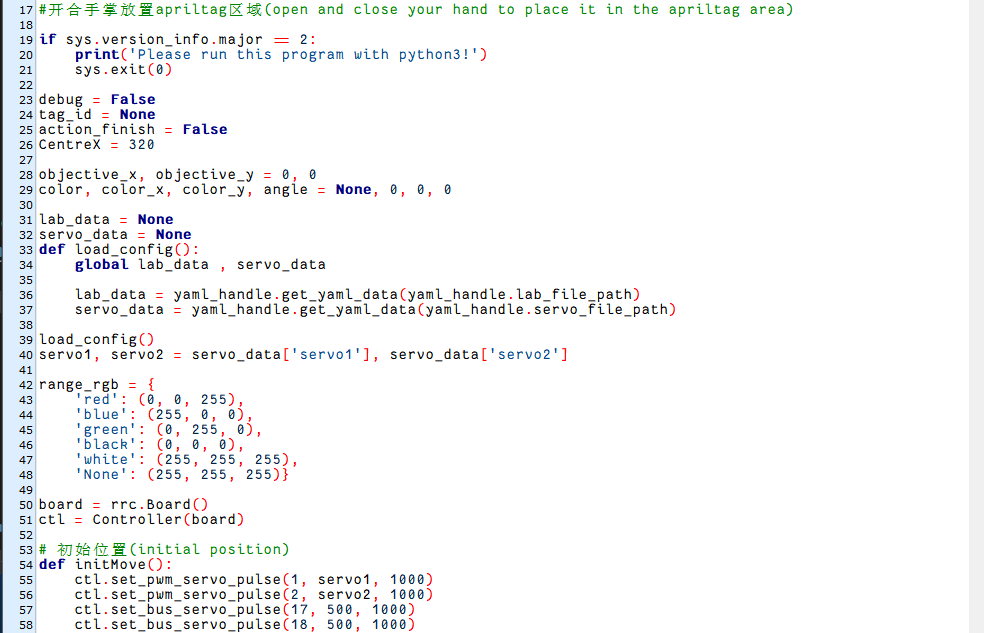 17 #开合手掌放置apriltag区域(open and close your hand to place it in the apriltag area)
18
19 if sys.version_info.major == 2:
20     print('Please run this program with python3!')
21     sys.exit(0)
22
23 debug = False
24 tag_id = None
25 action_finish = False
26 CentreX = 320
27
28 objective_x, objective_y = 0, 0
29 color, color_x, color_y, angle = None, 0, 0, 0
30
31 lab_data = None
32 servo_data = None
33 def load_config():
34     global lab_data , servo_data
35
36     lab_data = yaml_handle.get_yaml_data(yaml_handle.lab_file_path)
37     servo_data = yaml_handle.get_yaml_data(yaml_handle.servo_file_path)
38
39 load_config()
40 servo1, servo2 = servo_data['servo1'], servo_data['servo2']
41
42 range_rgb = {
43     'red': (0, 0, 255),
44     'blue': (255, 0, 0),
45     'green': (0, 255, 0),
46     'black': (0, 0, 0),
47     'white': (255, 255, 255),
48     'None': (255, 255, 255)}
49
50 board = rrc.Board()
51 ctl = Controller(board)
52
53 # 初始位置(initial position)
54 def initMove():
55     ctl.set_pwm_servo_pulse(1, servo1, 1000)
56     ctl.set_pwm_servo_pulse(2, servo2, 1000)
57     ctl.set_bus_servo_pulse(17, 500, 1000)
58     ctl.set_bus_servo_pulse(18, 500, 1000)